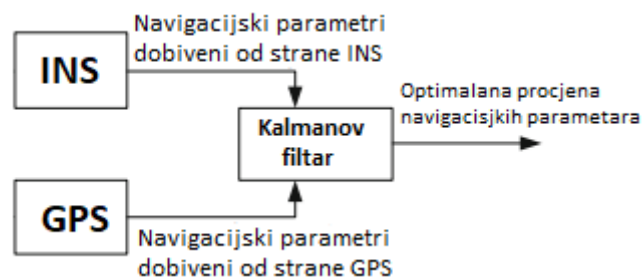 Navigacijski parametri
dobiveni od strane INS
INS
Optimalana procjena
navigacisjkih parametara
Kalmanov
filtar
GPS
Navigacijski parametri
dobiveni od strane GPS